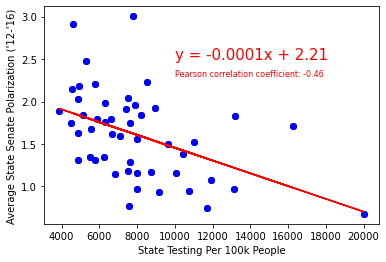 Average State Senate Polarization ('12-'16)
3.0
2.5
2.0
1.5
1.0
y = -0.0001x + 2.21
Pearson correlation coefficient: -0.46
4000 6000 8000 10000 12000 14000 16000 18000 20000
State Testing Per 100k People